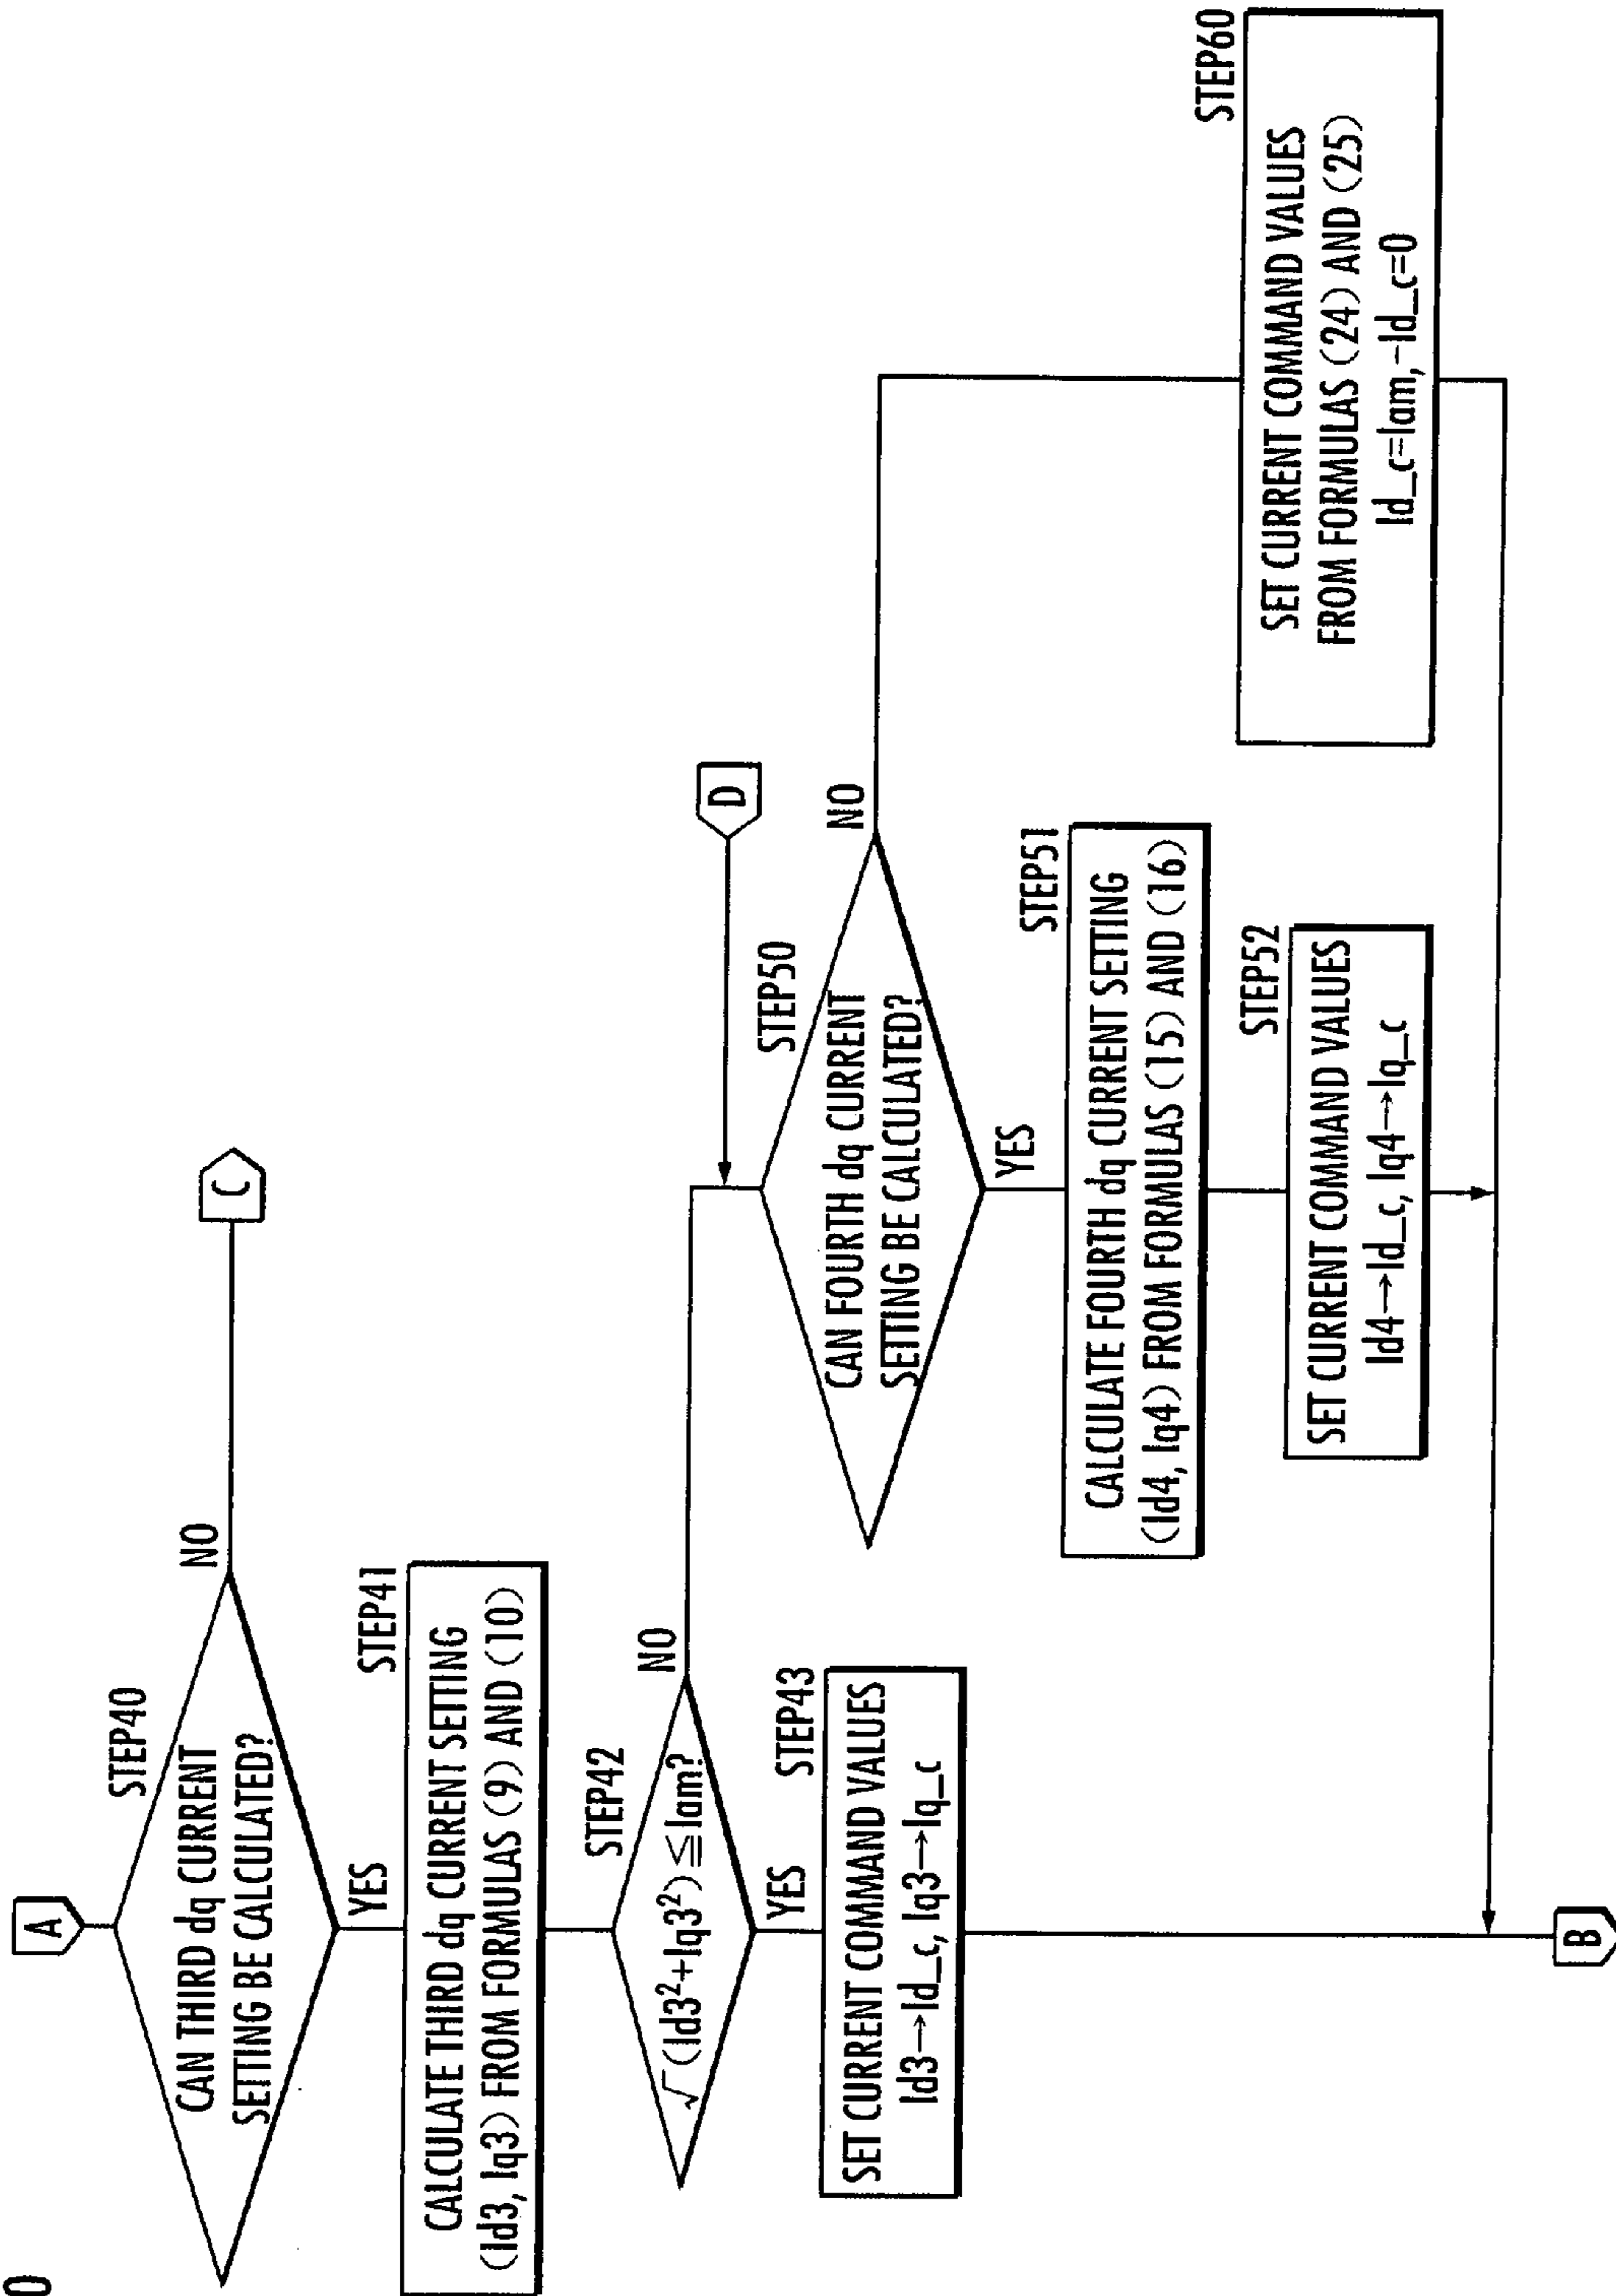 0
A
STEP40
CAN THIRD dq CURRENT
SETTING BE CALCULATED?
NO
C
YES
STEP41
CALCULATE THIRD dq CURRENT SETTING
(Id3, Iq3) FROM FORMULAS (9) AND (10)
STEP42
√(Id3²+Iq3²)≦Iam?
NO
YES
STEP43
SET CURRENT COMMAND VALUES
Id3→Id_c, Iq3→Iq_c
D
STEP50
CAN FOURTH dq CURRENT
SETTING BE CALCULATED?
NO
YES
STEP51
CALCULATE FOURTH dq CURRENT SETTING
(Id4, Iq4) FROM FORMULAS (15) AND (16)
STEP52
SET CURRENT COMMAND VALUES
Id4→Id_c, Iq4→Iq_c
STEP60
SET CURRENT COMMAND VALUES
FROM FORMULAS (24) AND (25)
Id_c=Iam,-Id_c=0
B